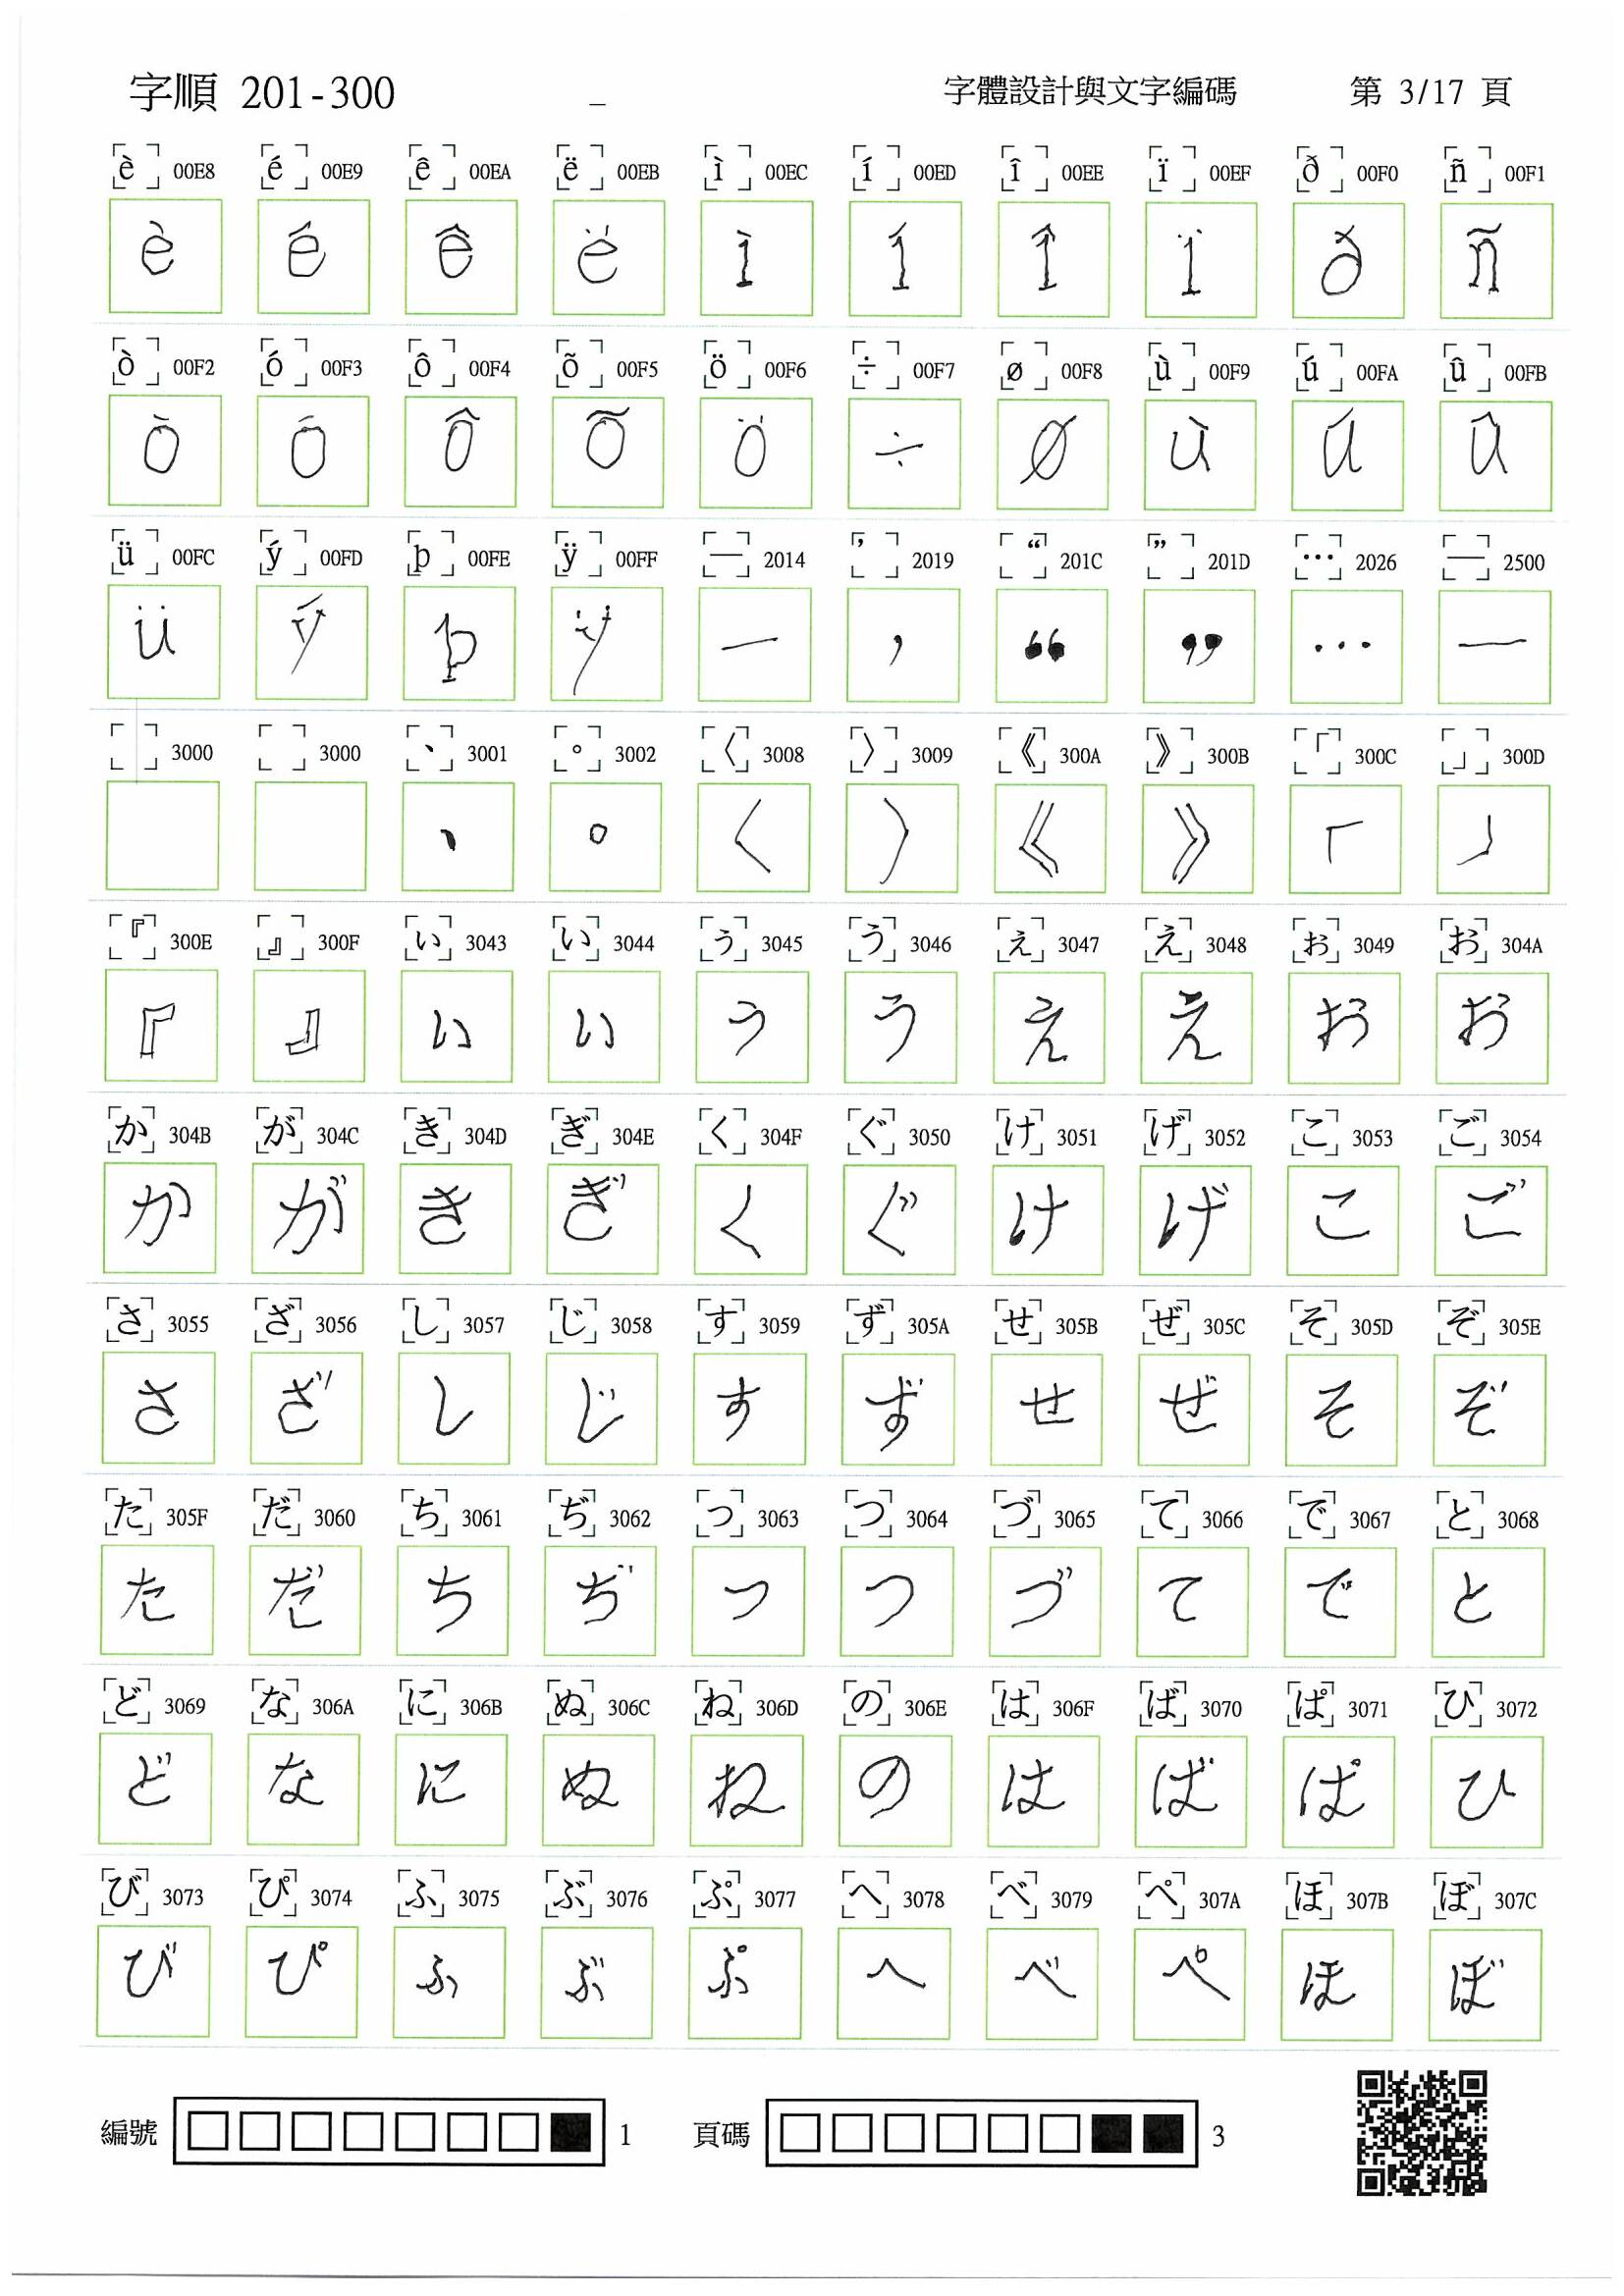 字順 201-300 _ 字體設計與文字編碼 第 3/17 頁
è 00E8 é 00E9 ê 00EA ë 00EB ì 00EC í 00ED î 00EE ï 00EF ð 00F0 ñ 00F1
è é ê ë ì í î ï ð ñ
ò 00F2 ó 00F3 ô 00F4 õ 00F5 ö 00F6 ÷ 00F7 ø 00F8 ù 00F9 ú 00FA û 00FB
ò ó ô õ ö ÷ ø ù ú û
ü 00FC ý 00FD þ 00FE ÿ 00FF — 2014 ’ 2019 “ 201C ” 201D … 2026 ─ 2500
ü ý þ ÿ — ’ “ ” … ─
3000 3000 、 3001 。 3002 〈 3008 〉 3009 《 300A 》 300B 「 300C 」 300D
、 。 〈 〉 《 》 「 」
『 300E 』 300F ぃ 3043 い 3044 ぅ 3045 う 3046 ぇ 3047 え 3048 ぉ 3049 お 304A
『 』 ぃ い ぅ う ぇ え ぉ お
か 304B が 304C き 304D ぎ 304E く 304F ぐ 3050 け 3051 げ 3052 こ 3053 ご 3054
か が き ぎ く ぐ け げ こ ご
さ 3055 ざ 3056 し 3057 じ 3058 す 3059 ず 305A せ 305B ぜ 305C そ 305D ぞ 305E
さ ざ し じ す ず せ ぜ そ ぞ
た 305F だ 3060 ち 3061 ぢ 3062 っ 3063 つ 3064 づ 3065 て 3066 で 3067 と 3068
た だ ち ぢ っ つ づ て で と
ど 3069 な 306A に 306B ぬ 306C ね 306D の 306E は 306F ば 3070 ぱ 3071 ひ 3072
ど な に ぬ ね の は ば ぱ ひ
び 3073 ぴ 3074 ふ 3075 ぶ 3076 ぷ 3077 へ 3078 べ 3079 ぺ 307A ほ 307B ぼ 307C
び ぴ ふ ぶ ぷ へ べ ぺ ほ ぼ
編號 1 頁碼 3